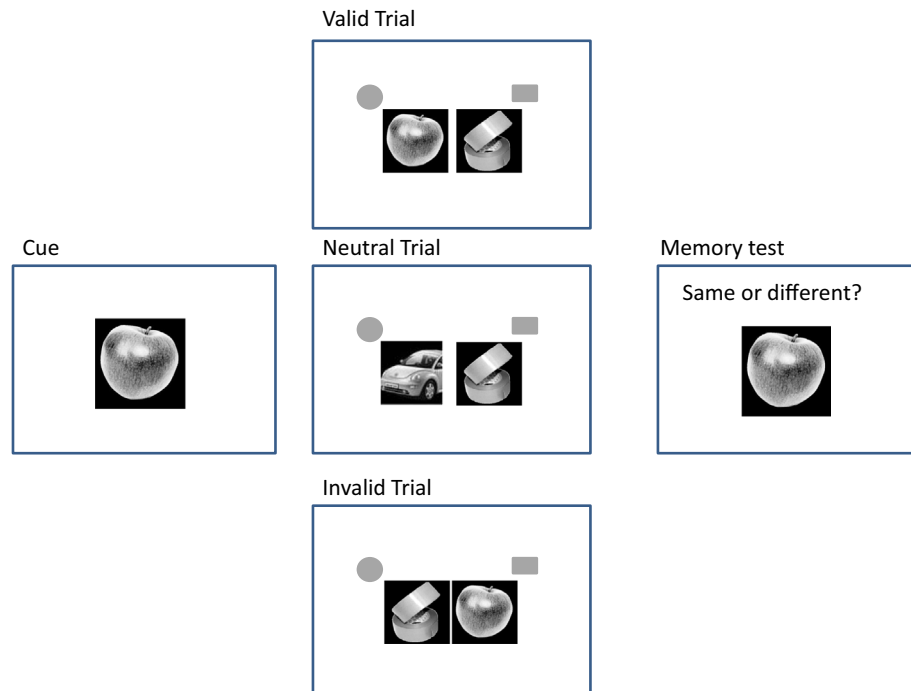 Valid Trial
Cue
Neutral Trial
Memory test
Same or different?
Invalid Trial